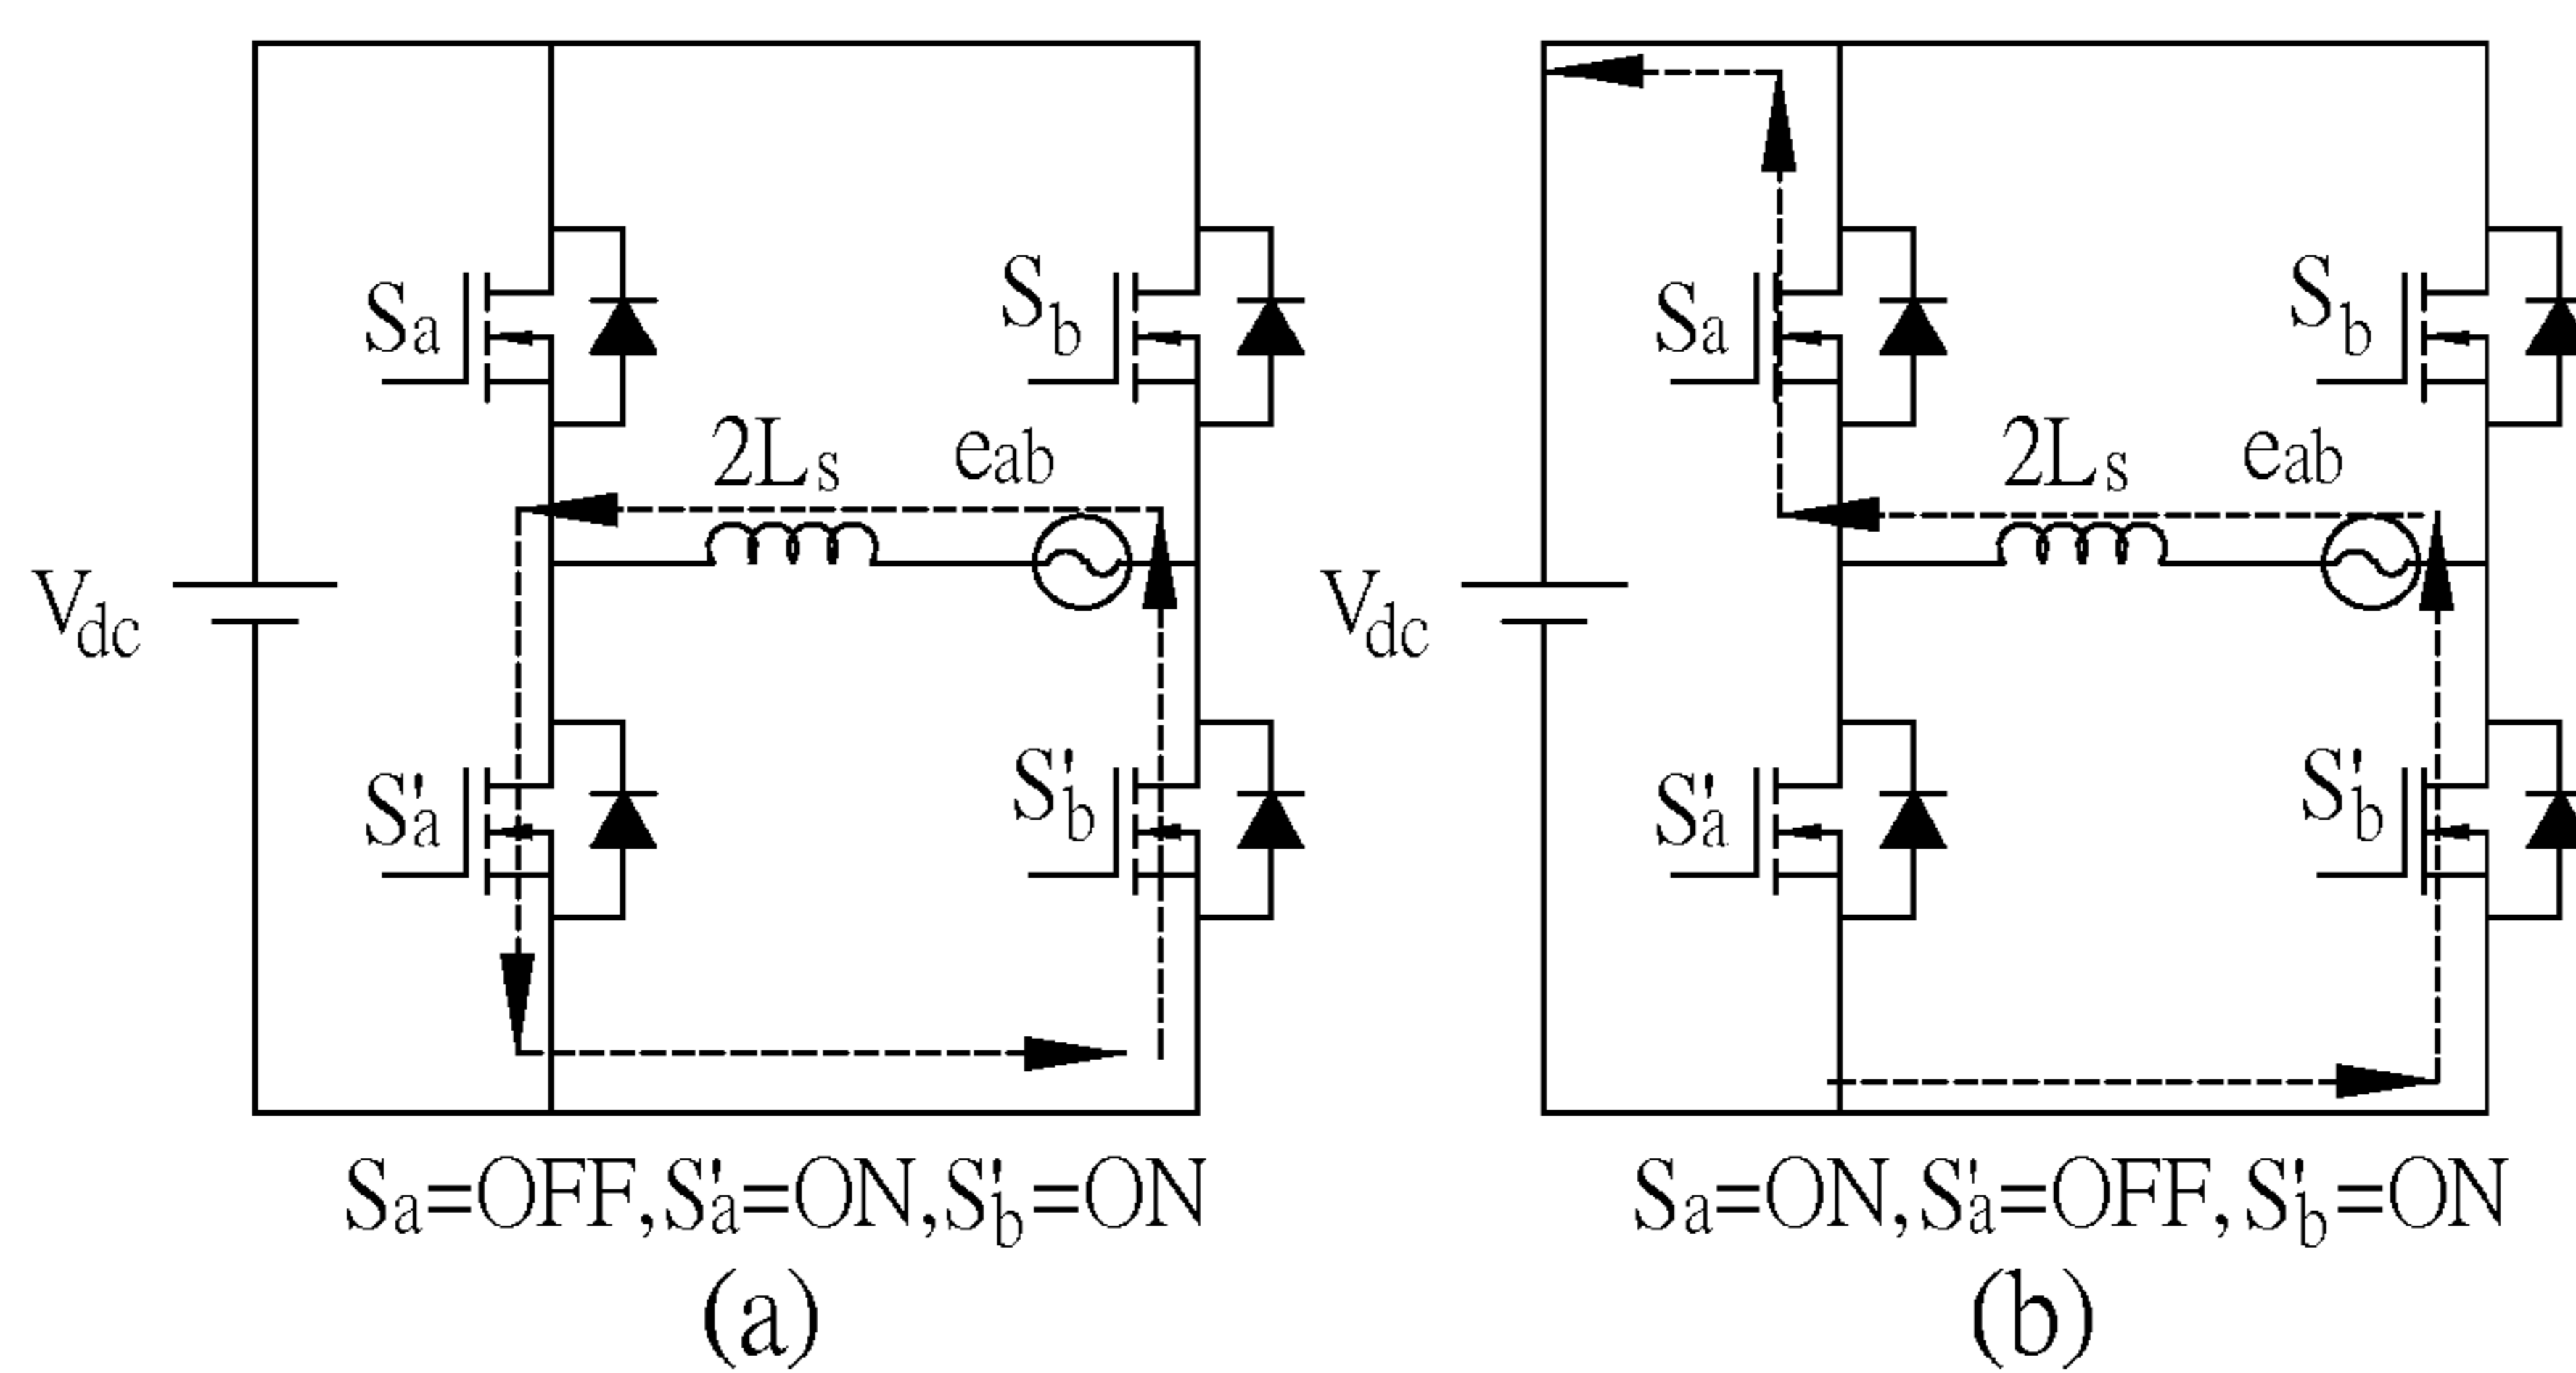 Sa
Sb
2Ls
eab
Vdc
S'a
S'b
Sa=OFF,S'a=ON,S'b=ON
(a)
Sa
Sb
2Ls
eab
Vdc
S'a
S'b
Sa=ON,S'a=OFF,S'b=ON
(b)